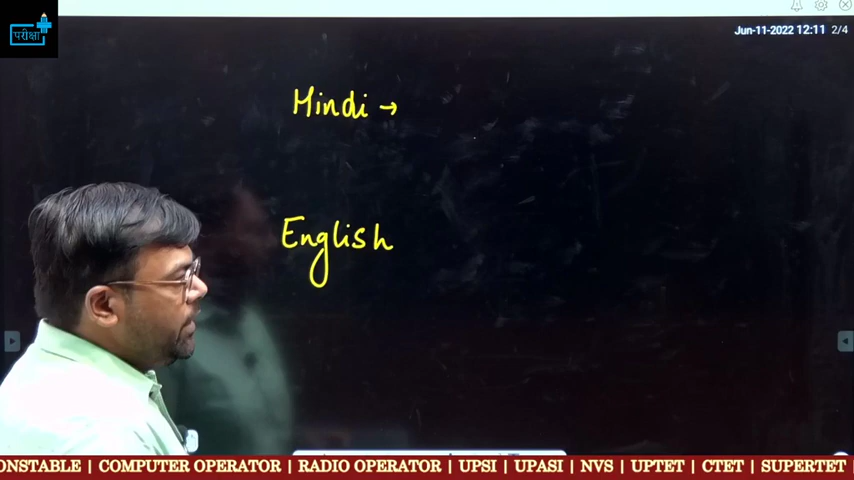 परीक्षा
Jun-11-2022 12:11 2/4
Hindi →
English
ONSTABLE | COMPUTER OPERATOR | RADIO OPERATOR | UPSI | UPASI | NVS | UPTET | CTET | SUPERTET |